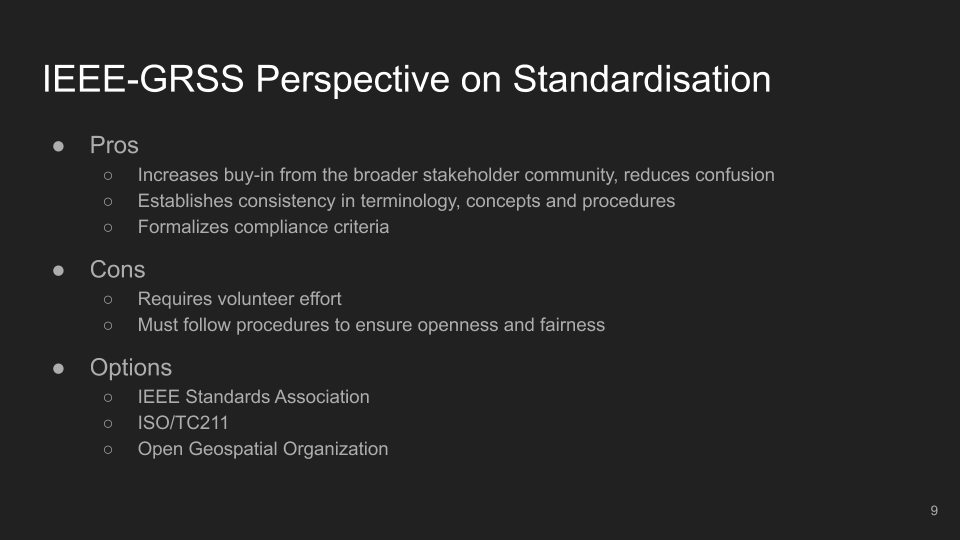 IEEE-GRSS Perspective on Standardisation
● Pros
○ Increases buy-in from the broader stakeholder community, reduces confusion
○ Establishes consistency in terminology, concepts and procedures
○ Formalizes compliance criteria
● Cons
○ Requires volunteer effort
○ Must follow procedures to ensure openness and fairness
● Options
○ IEEE Standards Association
○ ISO/TC211
○ Open Geospatial Organization
9